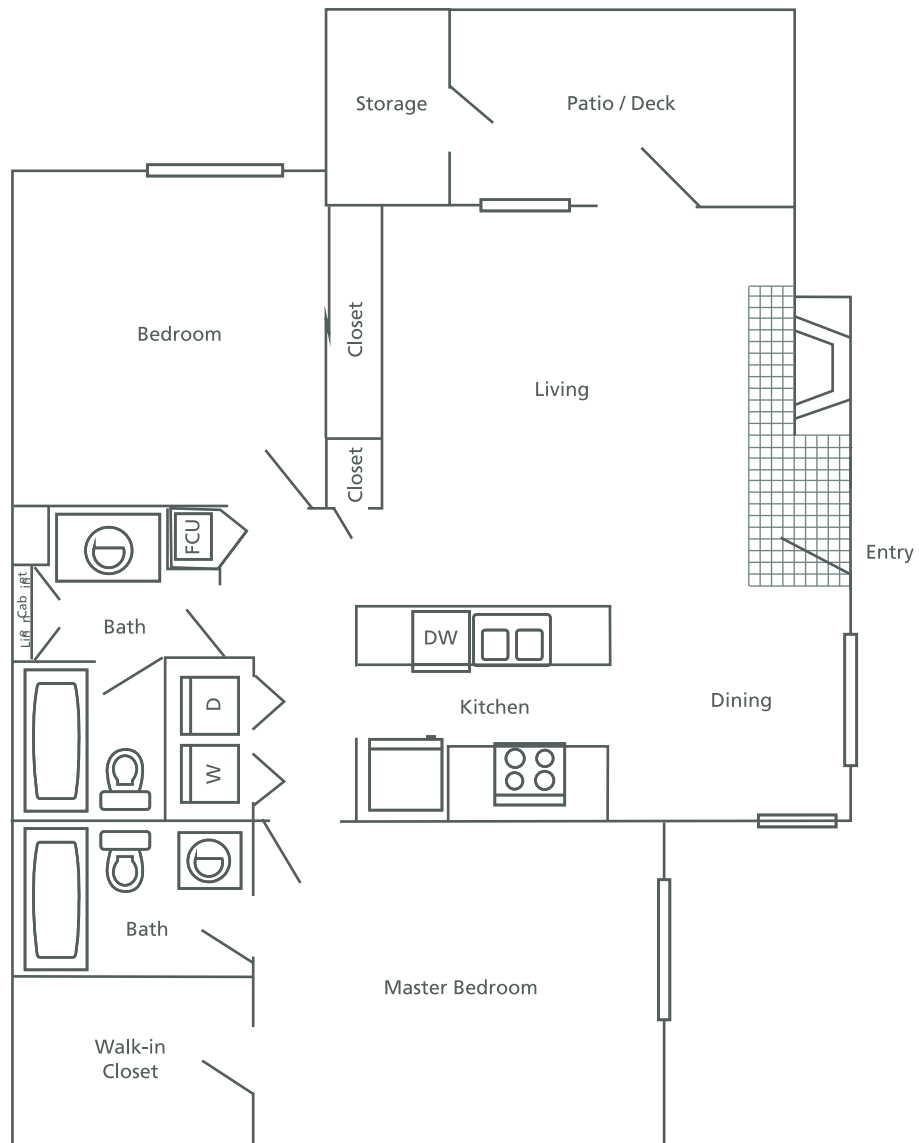 Storage
Patio / Deck
Bedroom
Closet
Living
Closet
FCU
Entry
Bath
DW
Kitchen
Dining
D
W
Bath
Master Bedroom
Walk-in
Closet